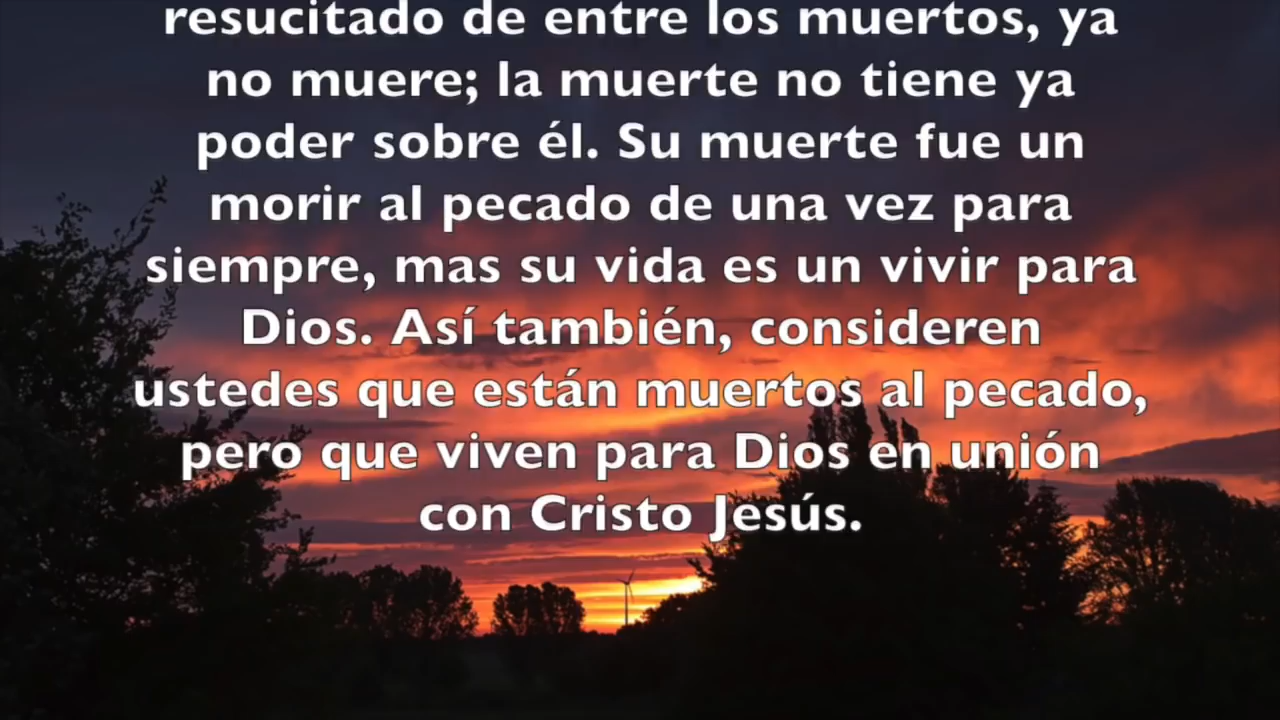 resucitado de entre los muertos, ya
no muere; la muerte no tiene ya
poder sobre él. Su muerte fue un
morir al pecado de una vez para
siempre, mas su vida es un vivir para
Dios. Así también, consideren
ustedes que están muertos al pecado,
pero que viven para Dios en unión
con Cristo Jesús.